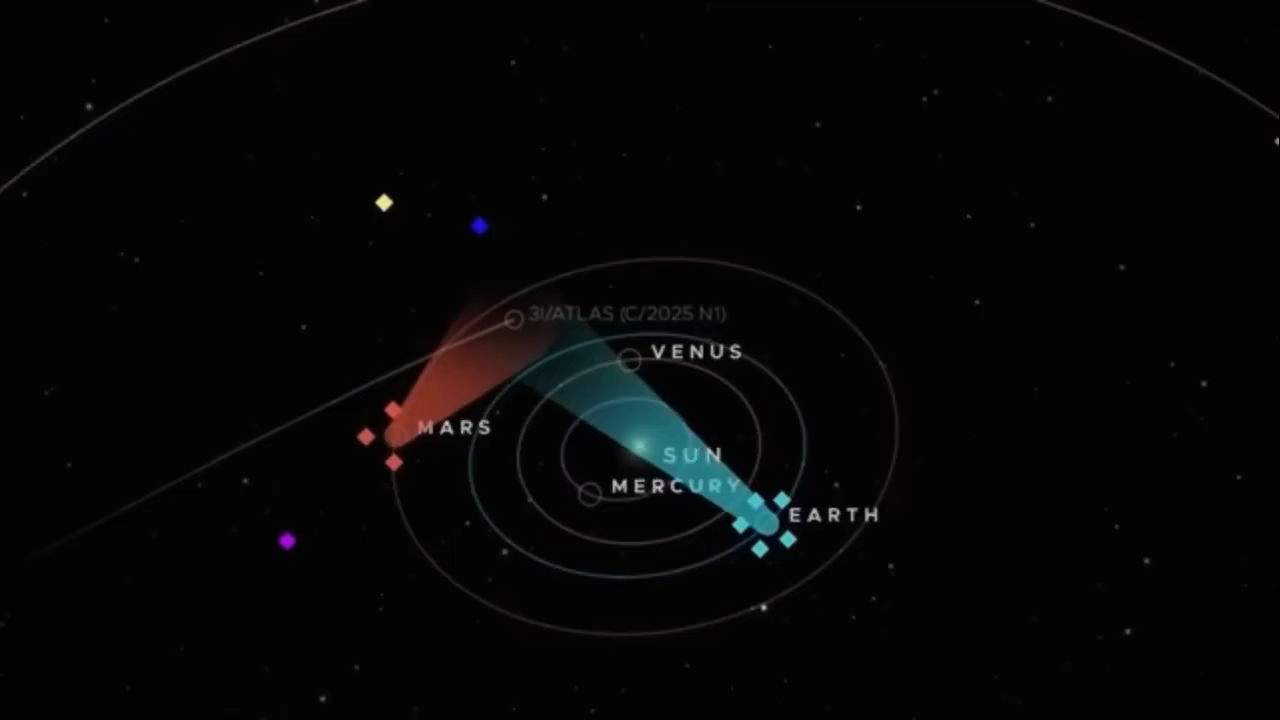 3I/ATLAS (C/2025 N1)
VENUS
MARS
SUN
MERCURY
EARTH